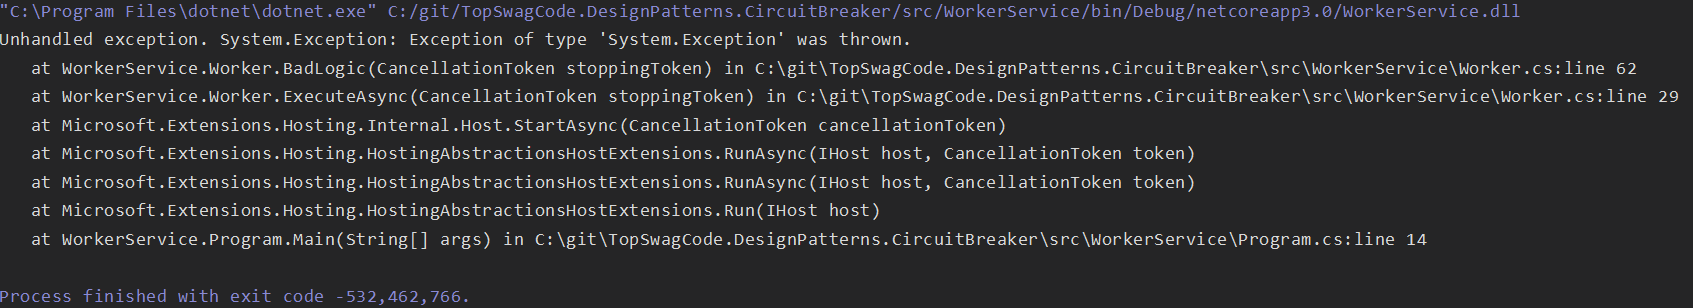 "C:\Program Files\dotnet\dotnet.exe" C:/git/TopSwagCode.DesignPatterns.CircuitBreaker/src/WorkerService/bin/Debug/netcoreapp3.0/WorkerService.dll
Unhandled exception. System.Exception: Exception of type 'System.Exception' was thrown.
   at WorkerService.Worker.BadLogic(CancellationToken stoppingToken) in C:\git\TopSwagCode.DesignPatterns.CircuitBreaker\src\WorkerService\Worker.cs:line 62
   at WorkerService.Worker.ExecuteAsync(CancellationToken stoppingToken) in C:\git\TopSwagCode.DesignPatterns.CircuitBreaker\src\WorkerService\Worker.cs:line 29
   at Microsoft.Extensions.Hosting.Internal.Host.StartAsync(CancellationToken cancellationToken)
   at Microsoft.Extensions.Hosting.HostingAbstractionsHostExtensions.RunAsync(IHost host, CancellationToken token)
   at Microsoft.Extensions.Hosting.HostingAbstractionsHostExtensions.RunAsync(IHost host, CancellationToken token)
   at Microsoft.Extensions.Hosting.HostingAbstractionsHostExtensions.Run(IHost host)
   at WorkerService.Program.Main(String[] args) in C:\git\TopSwagCode.DesignPatterns.CircuitBreaker\src\WorkerService\Program.cs:line 14
Process finished with exit code -532,462,766.